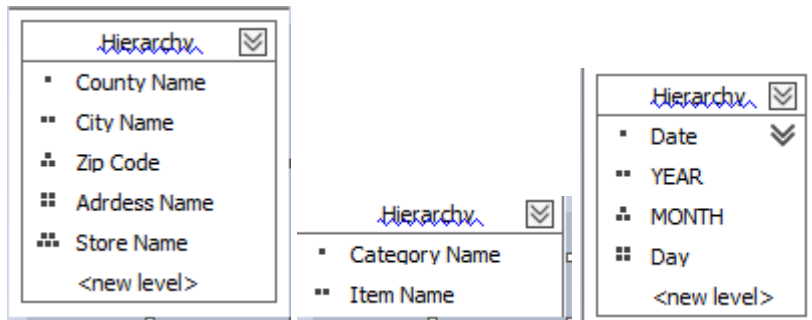 Hierarchy
County Name
City Name
Zip Code
Adrdess Name
Store Name
<new level>
Hierarchy
Category Name
Item Name
Hierarchy
Date
YEAR
MONTH
Day
<new level>